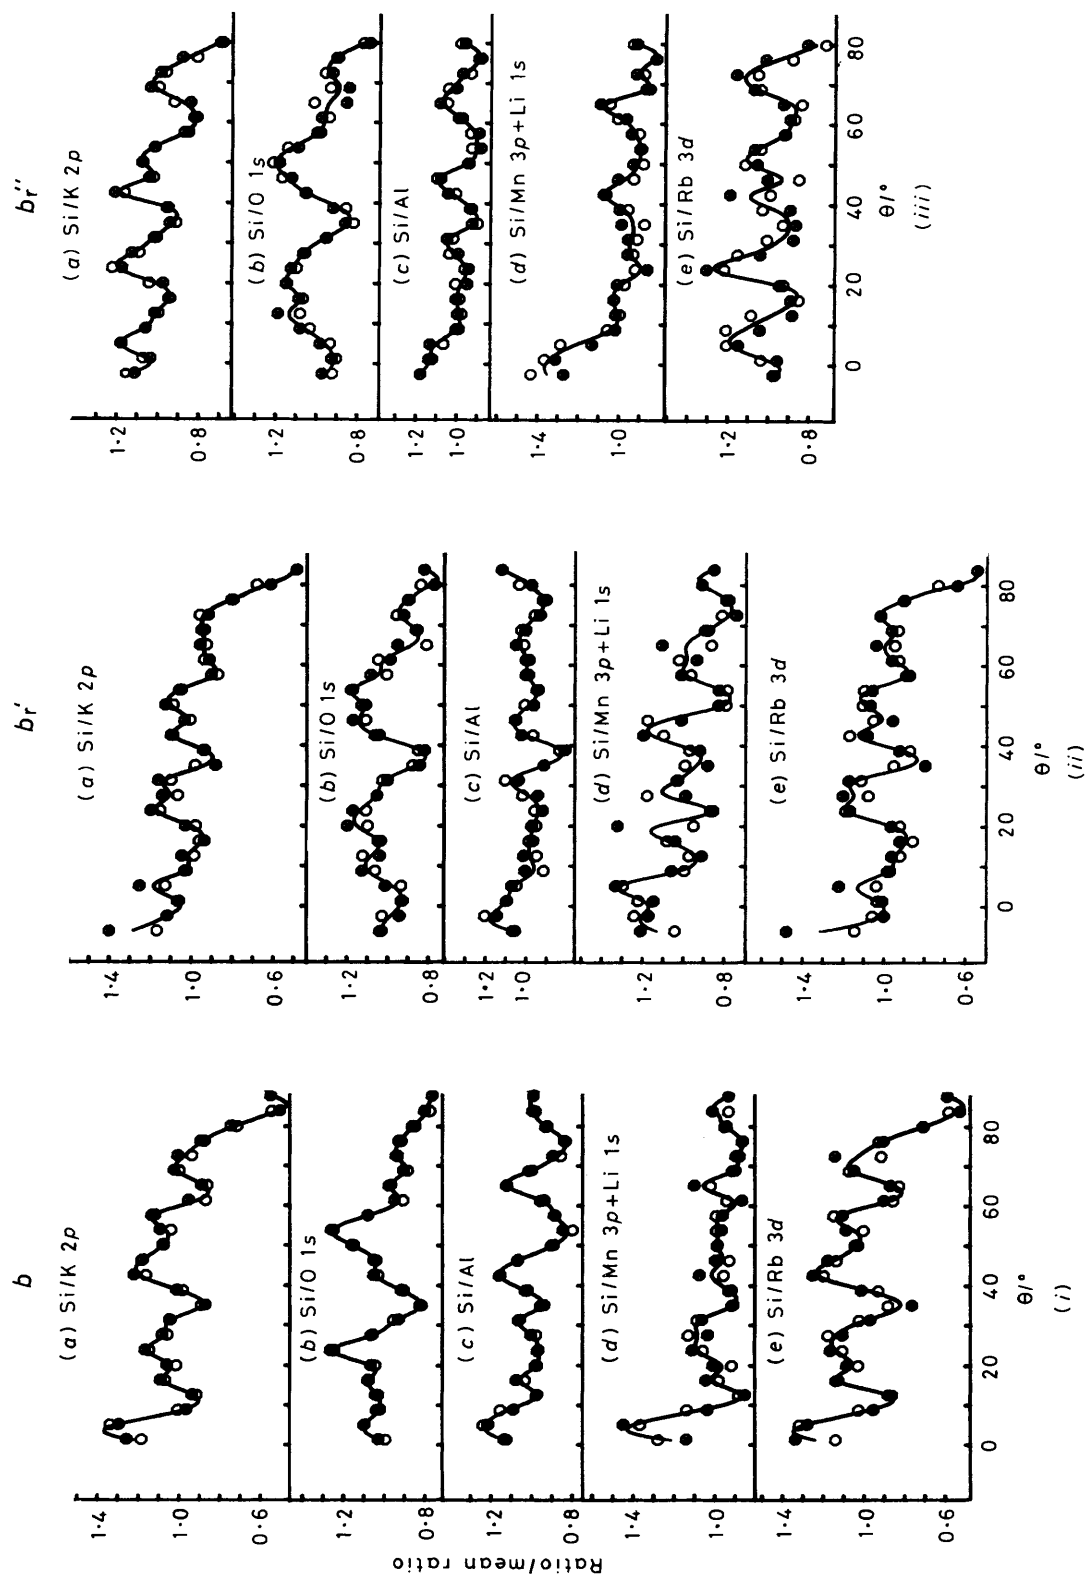 b
(a) Si/K 2p
1·4
1·0
(b) Si/O 1s
1·2
0·8
(c) Si/Al
1·2
1·0
0·8
(d) Si/Mn 3p+Li 1s
1·4
1·0
(e) Si/Rb 3d
1·4
1·0
0·6
0 20 40 60 80
θ/°
(i)
Ratio/mean ratio
br′
(a) Si/K 2p
1·4
1·0
(b) Si/O 1s
1·2
0·8
(c) Si/Al
1·2
1·0
(d) Si/Mn 3p+Li 1s
1·2
0·8
(e) Si/Rb 3d
1·4
1·0
0·6
0 20 40 60 80
θ/°
(ii)
br″
(a) Si/K 2p
1·2
0·8
(b) Si/O 1s
1·2
0·8
(c) Si/Al
1·2
1·0
(d) Si/Mn 3p+Li 1s
1·4
1·0
(e) Si/Rb 3d
1·2
0·8
0 20 40 60 80
θ/°
(iii)